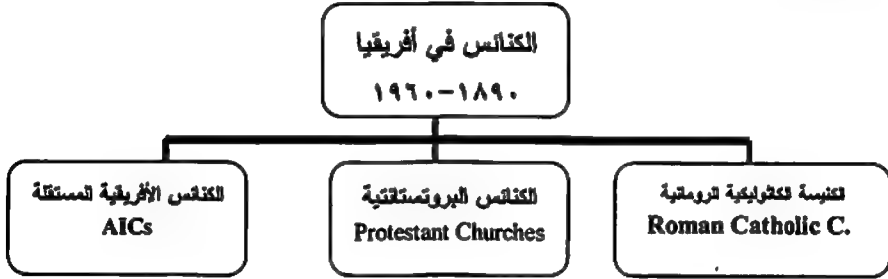 الكنائس في أفريقيا
١٨٩٠-١٩٦٠
الكنيسة الكاثوليكية الرومانية
Roman Catholic C.
الكنائس البروتستانتية
Protestant Churches
الكنائس الأفريقية المستقلة
AICs